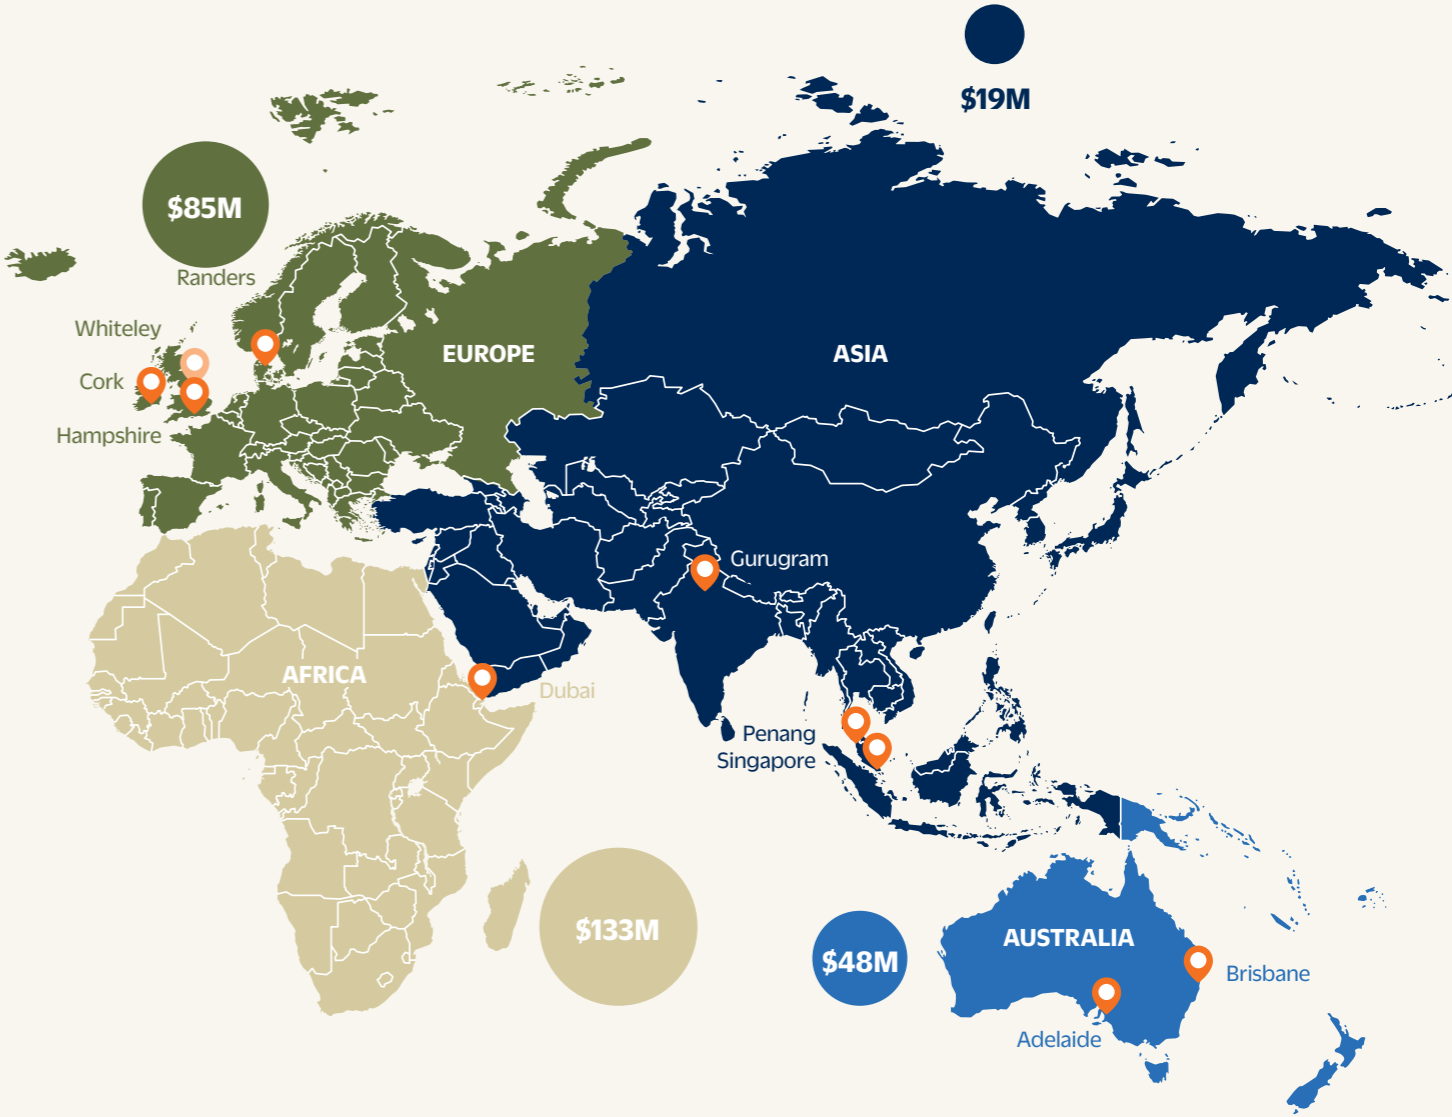 $19M
$85M
Randers
Whiteley
EUROPE
ASIA
Cork
Hampshire
Gurugram
AFRICA
Dubai
Penang
Singapore
$133M
$48M
AUSTRALIA
Brisbane
Adelaide